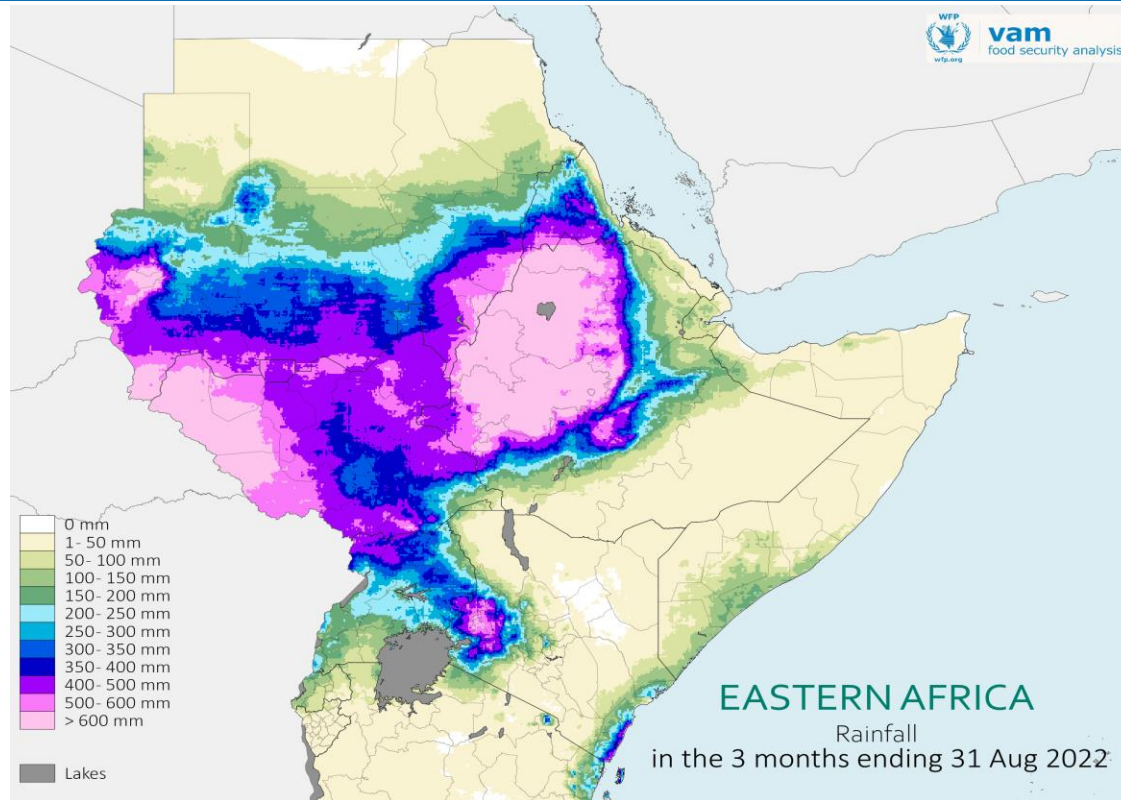 WFP
wfp.org
vam
food security analysis
0 mm
1- 50 mm
50- 100 mm
100- 150 mm
150- 200 mm
200- 250 mm
250- 300 mm
300- 350 mm
350- 400 mm
400- 500 mm
500- 600 mm
> 600 mm
Lakes
EASTERN AFRICA
Rainfall
in the 3 months ending 31 Aug 2022